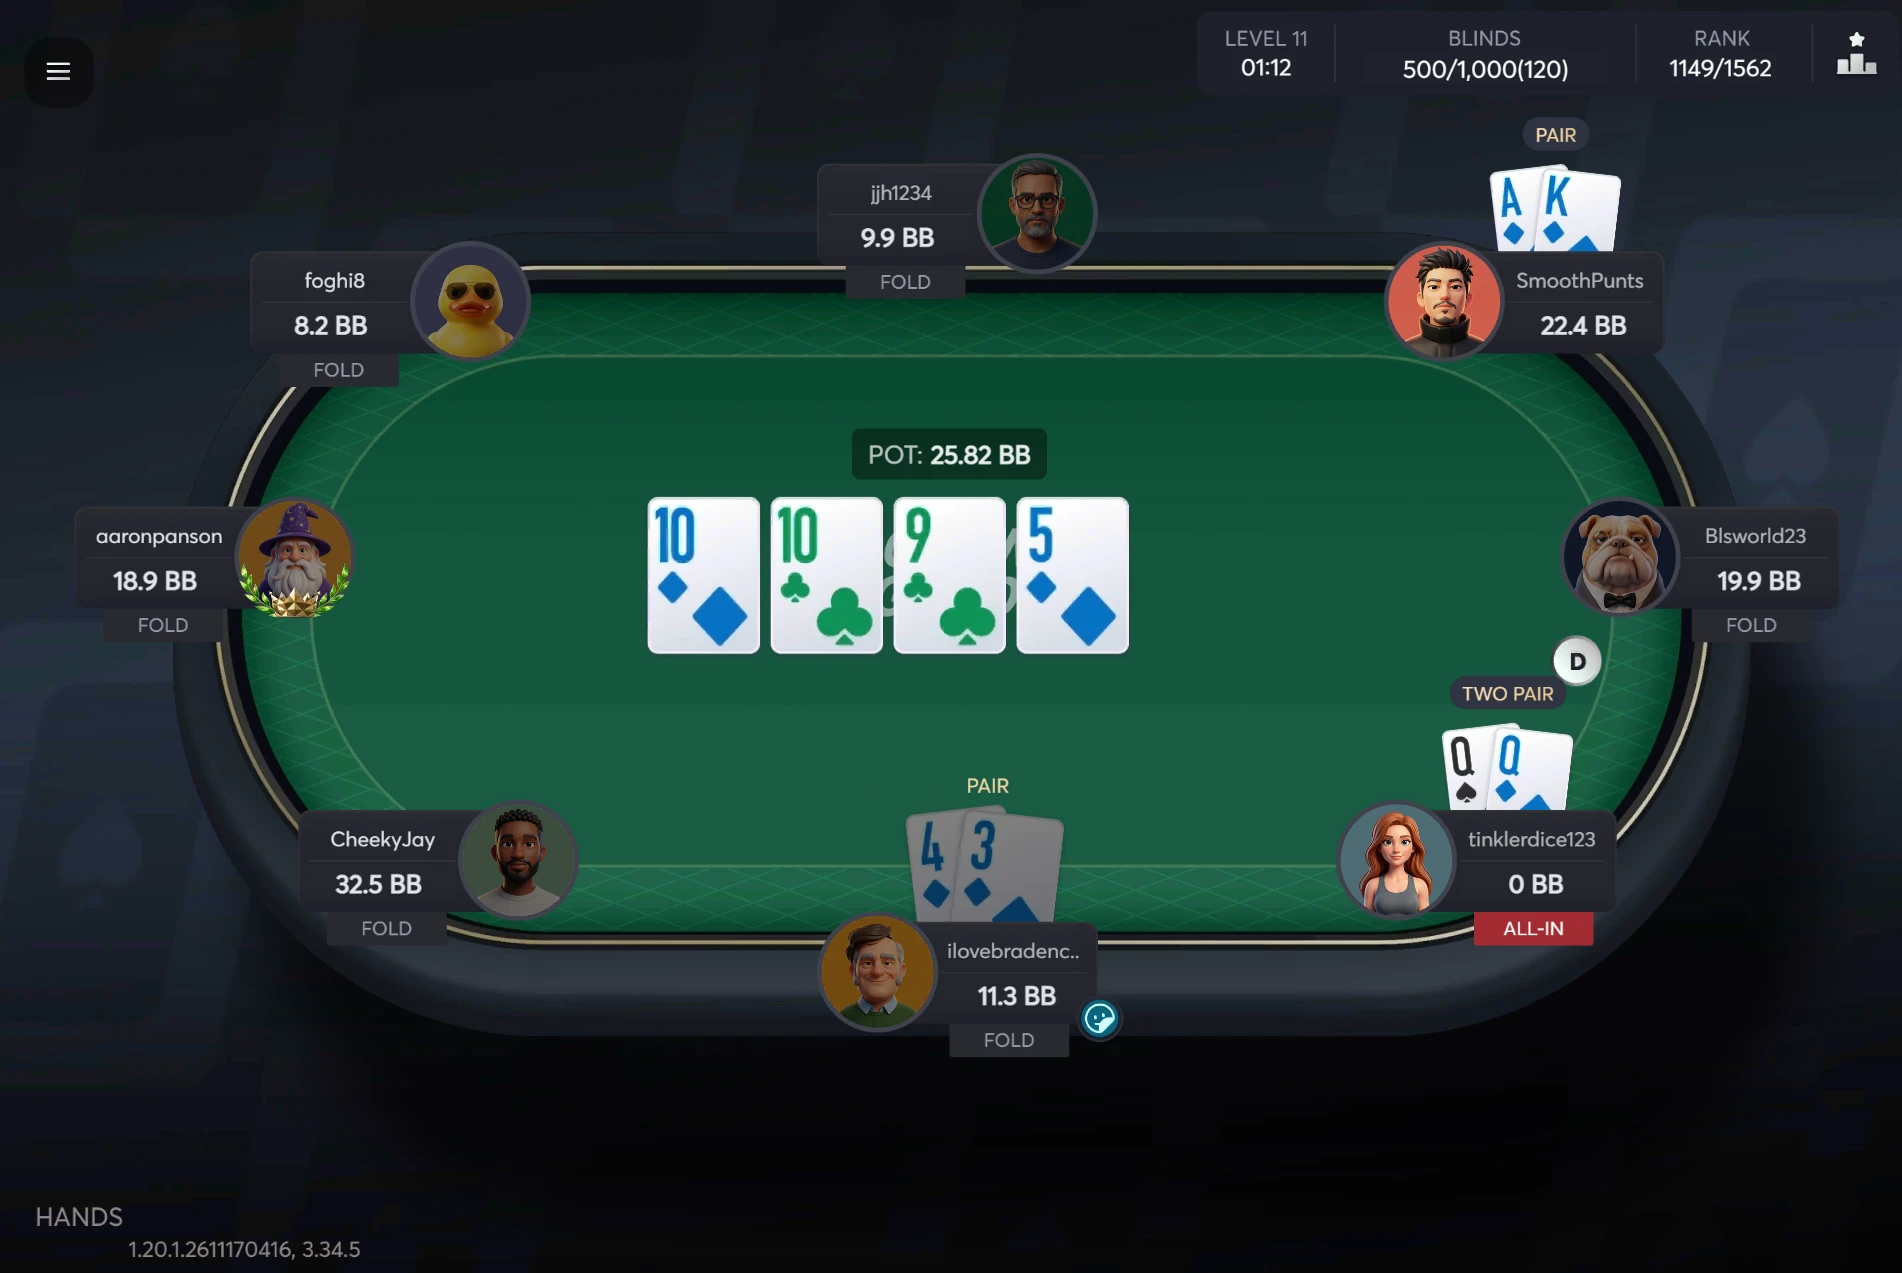 LEVEL 11
01:12
BLINDS
500/1,000(120)
RANK
1149/1562
PAIR
A K
jjh1234
9.9 BB
FOLD
SmoothPunts
22.4 BB
foghi8
8.2 BB
FOLD
POT: 25.82 BB
10 10 9 5
aaronpanson
18.9 BB
FOLD
Blsworld23
19.9 BB
FOLD
D
TWO PAIR
Q Q
PAIR
4 3
CheekyJay
32.5 BB
FOLD
tinklerdice123
0 BB
ALL-IN
ilovebradenc..
11.3 BB
FOLD
HANDS
1.20.1.2611170416, 3.34.5